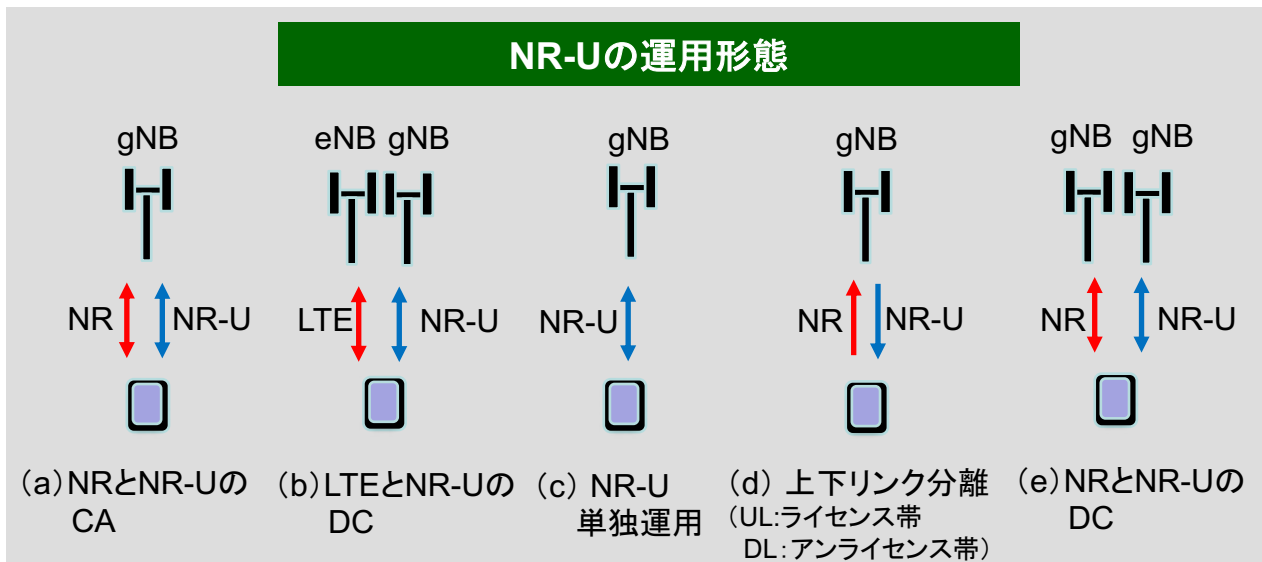 NR-Uの運用形態
gNB
eNB gNB
gNB
gNB
gNB gNB
NR NR-U
LTE NR-U
NR-U
NR NR-U
NR NR-U
(a)NRとNR-Uの
CA
(b)LTEとNR-Uの
DC
(c) NR-U
単独運用
(d) 上下リンク分離
(UL:ライセンス帯
DL:アンライセンス帯)
(e)NRとNR-Uの
DC